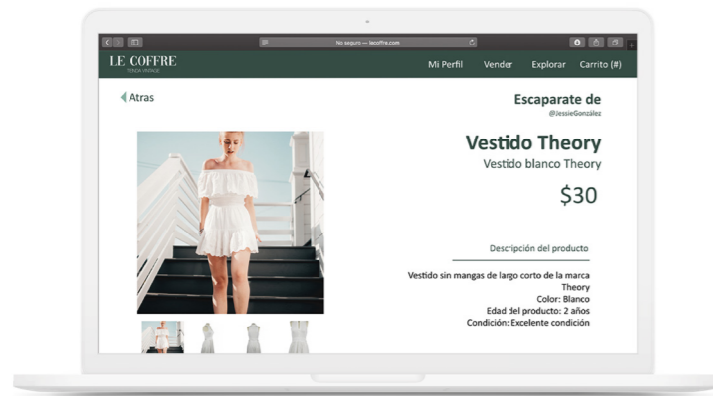 No seguro — lecoffre.com
LE COFFRE
TIENDA VINTAGE
Mi Perfil Vender Explorar Carrito (#)
Atras
Escaparate de
@JessieGonzález
Vestido Theory
Vestido blanco Theory
$30
Descripción del producto
Vestido sin mangas de largo corto de la marca
Theory
Color: Blanco
Edad del producto: 2 años
Condición: Excelente condición